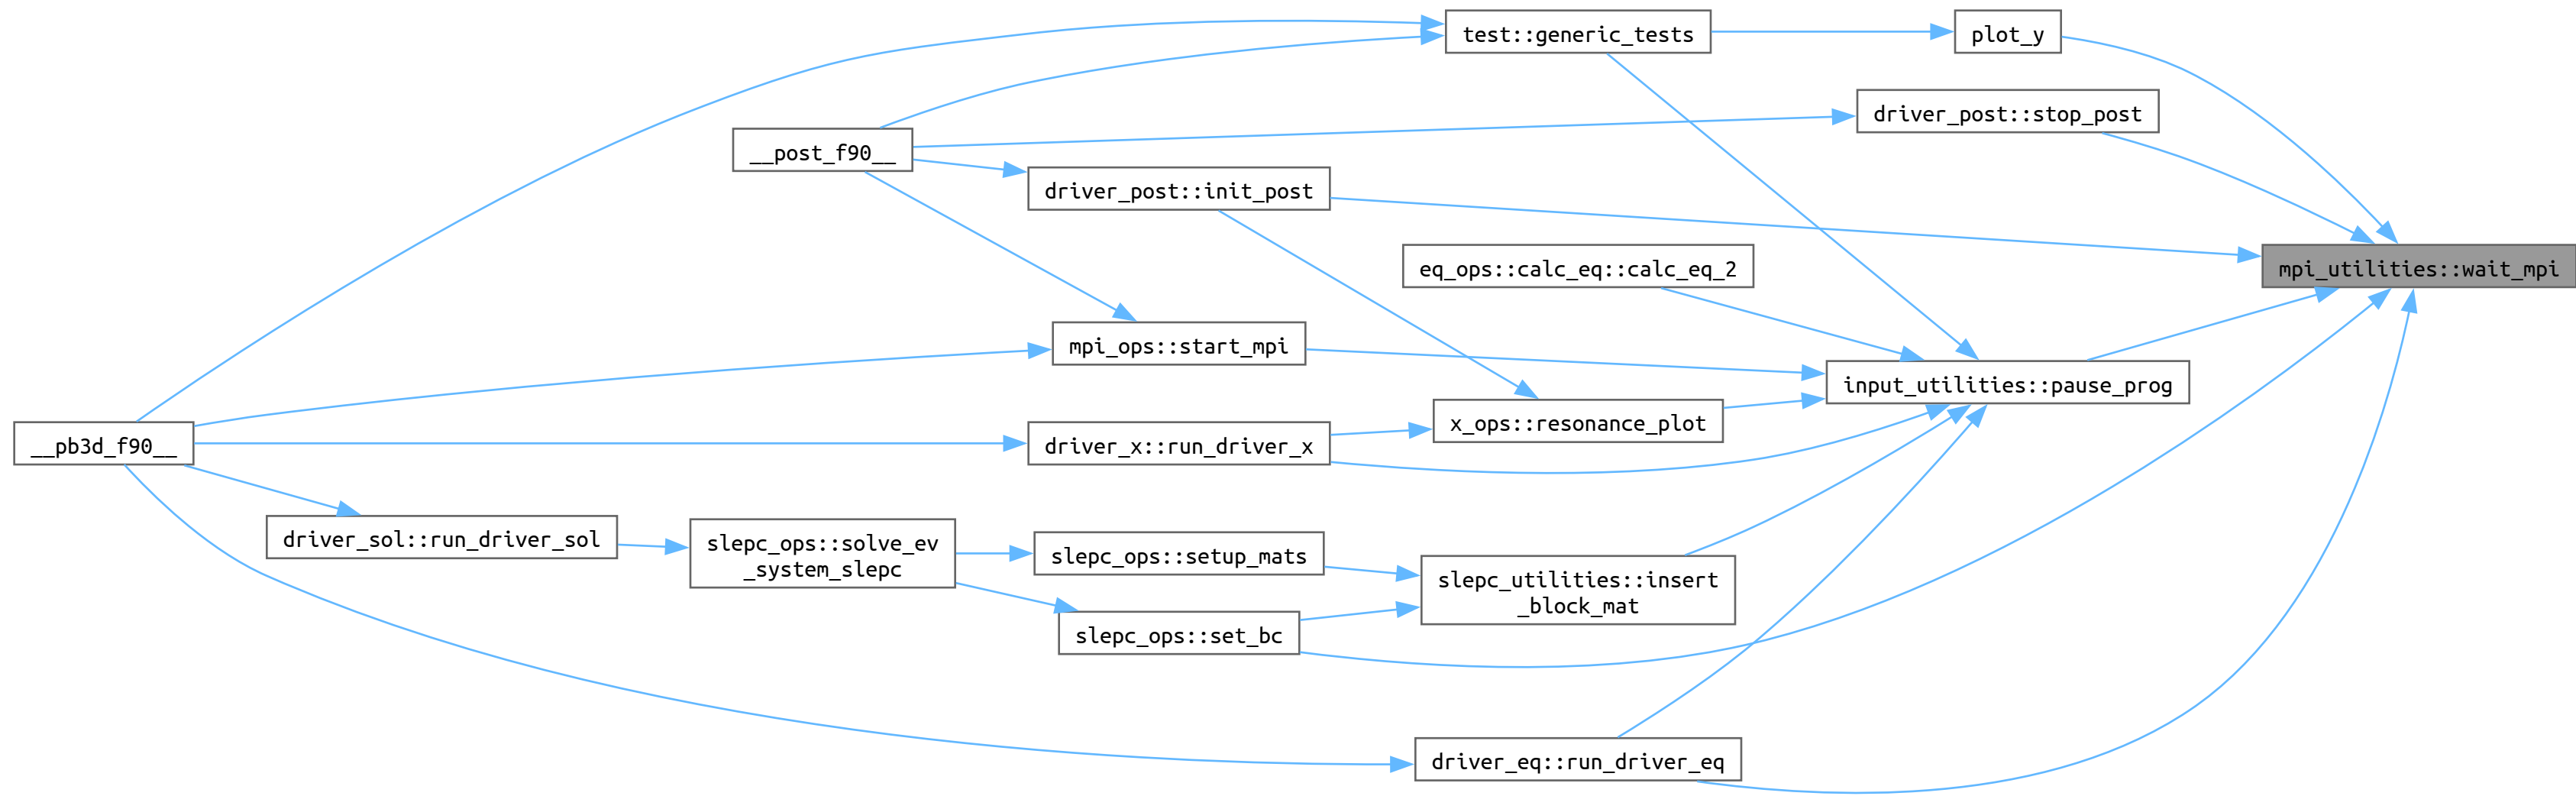 test::generic_tests
plot_y
driver_post::stop_post
__post_f90__
driver_post::init_post
eq_ops::calc_eq::calc_eq_2
mpi_utilities::wait_mpi
mpi_ops::start_mpi
input_utilities::pause_prog
x_ops::resonance_plot
__pb3d_f90__
driver_x::run_driver_x
driver_sol::run_driver_sol
slepc_ops::solve_ev
_system_slepc
slepc_ops::setup_mats
slepc_utilities::insert
_block_mat
slepc_ops::set_bc
driver_eq::run_driver_eq